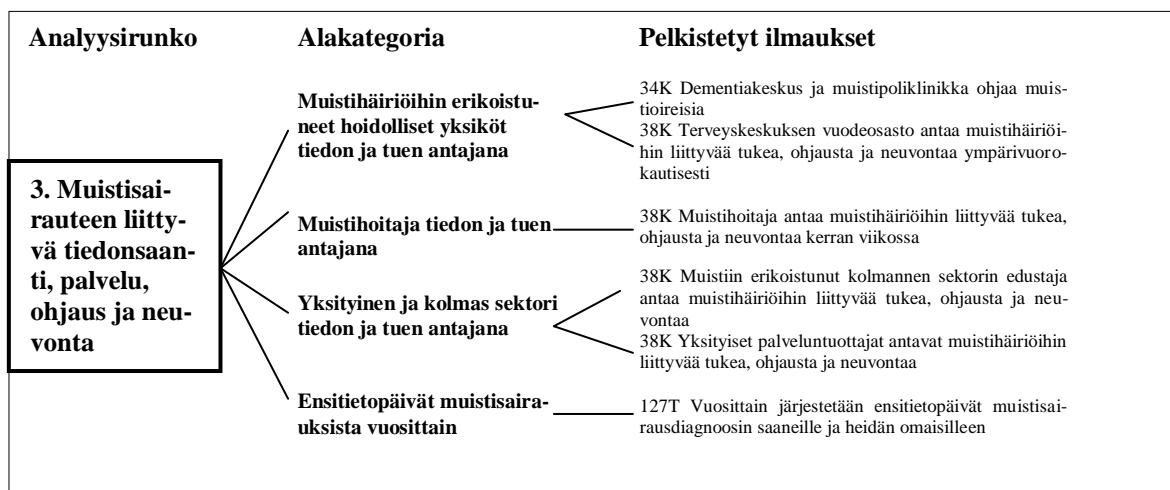 Analyysirunko
Alakategoria
Pelkistetyt ilmaukset
3. Muistisai-
rauteen liitty-
vä tiedonsaan-
ti, palvelu,
ohjaus ja neu-
vonta
Muistihäiriöihin erikoistu-
neet hoidolliset yksiköt
tiedon ja tuen antajana
34K Dementiakeskus ja muistipoliklinikka ohjaa muis-
tioireisia
38K Terveyskeskuksen vuodeosasto antaa muistihäiriöi-
hin liittyvää tukea, ohjausta ja neuvontaa ympärivuoro-
kautisesti
Muistihoitaja tiedon ja tuen
antajana
38K Muistihoitaja antaa muistihäiriöihin liittyvää tukea,
ohjausta ja neuvontaa kerran viikossa
Yksityinen ja kolmas sektori
tiedon ja tuen antajana
38K Muistiin erikoistunut kolmannen sektorin edustaja
antaa muistihäiriöihin liittyvää tukea, ohjausta ja neu-
vontaa
38K Yksityiset palveluntuottajat antavat muistihäiriöihin
liittyvää tukea, ohjausta ja neuvontaa
Ensitietopäivät muistisaira-
uksista vuosittain
127T Vuosittain järjestetään ensitietopäivät muistisai-
rausdiagnoosin saaneille ja heidän omaisilleen